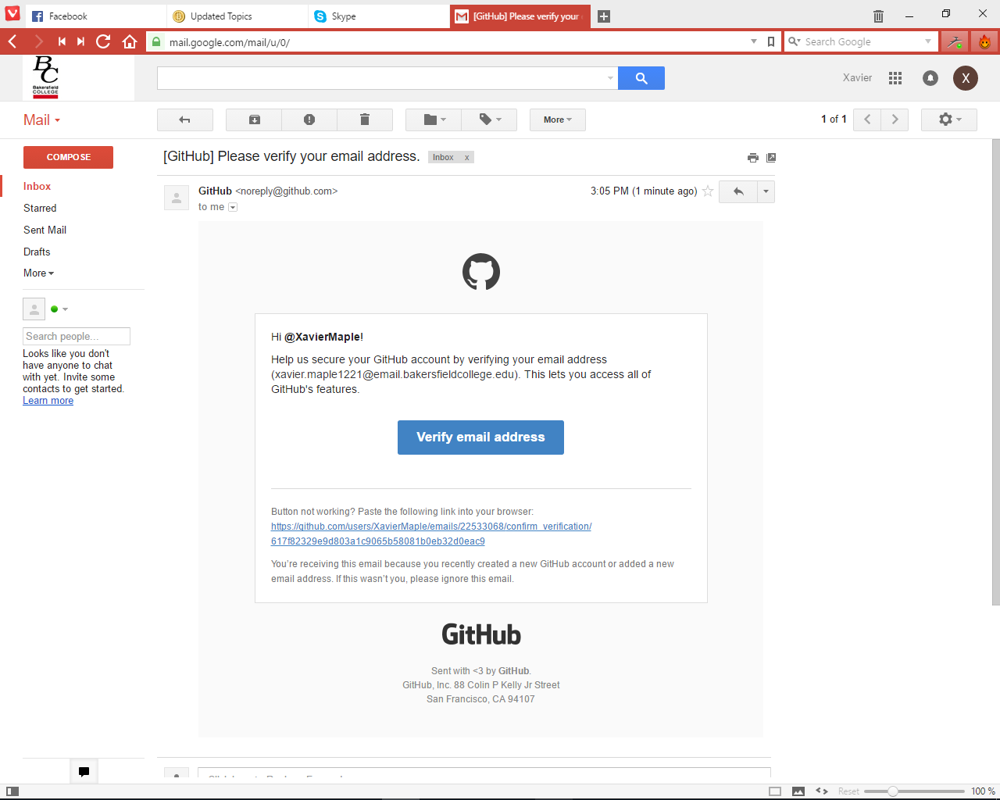 Facebook
Updated Topics
Skype
[GitHub] Please verify your
mail.google.com/mail/u/0/
Search Google
BC
Bakersfield
COLLEGE
Xavier
X
Mail
More
1 of 1
COMPOSE
[GitHub] Please verify your email address.
Inbox x
Inbox
Starred
Sent Mail
Drafts
More
GitHub <noreply@github.com>
3:05 PM (1 minute ago)
to me
Search people...
Looks like you don't
have anyone to chat
with yet. Invite some
contacts to get started.
Learn more
Hi @XavierMaple!
Help us secure your GitHub account by verifying your email address
(xavier.maple1221@email.bakersfieldcollege.edu). This lets you access all of
GitHub's features.
Verify email address
Button not working? Paste the following link into your browser:
https://github.com/users/XavierMaple/emails/22533068/confirm_verification/
617f82329e9d803a1c9065b58081b0eb32d0eac9
You're receiving this email because you recently created a new GitHub account or added a new
email address. If this wasn't you, please ignore this email.
GitHub
Sent with <3 by GitHub.
GitHub, Inc. 88 Colin P Kelly Jr Street
San Francisco, CA 94107
Reset
100 %